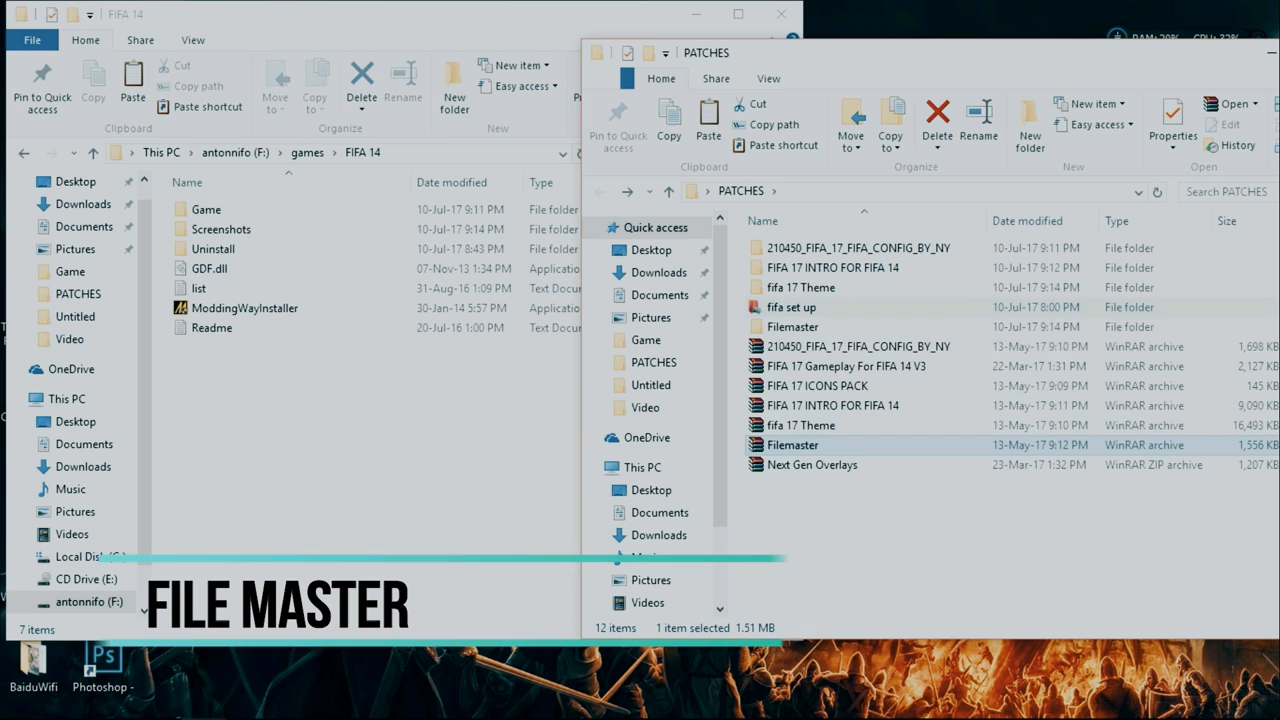 FIFA 14
File Home Share View
Pin to Quick access
Copy
Paste
Cut
Copy path
Paste shortcut
Move to
Copy to
Delete
Rename
New folder
New item
Easy access
Clipboard
Organize
New
This PC > antonnifo (F:) > games > FIFA 14
Name Date modified Type
Game 10-Jul-17 9:11 PM File folder
Screenshots 10-Jul-17 9:14 PM File folder
Uninstall 10-Jul-17 8:43 PM File folder
GDF.dll 07-Nov-13 1:34 PM Applicatio
list 31-Aug-16 1:09 PM Text Docu
ModdingWayInstaller 30-Jan-14 5:57 PM Applicatio
Readme 20-Jul-16 1:00 PM Text Docu
Desktop
Downloads
Documents
Pictures
Game
PATCHES
Untitled
Video
OneDrive
This PC
Desktop
Documents
Downloads
Music
Pictures
Videos
Local Dis
CD Drive (E:)
antonnifo (F:)
7 items
RAM: 29% CPU: 32%
PATCHES
Home Share View
Pin to Quick access
Copy
Paste
Cut
Copy path
Paste shortcut
Move to
Copy to
Delete
Rename
New folder
New item
Easy access
Properties
Open
Edit
History
Clipboard
Organize
New
Open
PATCHES >
Search PATCHES
Name Date modified Type Size
210450_FIFA_17_FIFA_CONFIG_BY_NY 10-Jul-17 9:11 PM File folder
FIFA 17 INTRO FOR FIFA 14 10-Jul-17 9:12 PM File folder
fifa 17 Theme 10-Jul-17 9:14 PM File folder
fifa set up 10-Jul-17 8:00 PM File folder
Filemaster 10-Jul-17 9:14 PM File folder
210450_FIFA_17_FIFA_CONFIG_BY_NY 13-May-17 9:10 PM WinRAR archive 1,698 KB
FIFA 17 Gameplay For FIFA 14 V3 22-Mar-17 1:31 PM WinRAR archive 2,127 KB
FIFA 17 ICONS PACK 13-May-17 9:09 PM WinRAR archive 145 KB
FIFA 17 INTRO FOR FIFA 14 13-May-17 9:11 PM WinRAR archive 9,090 KB
fifa 17 Theme 13-May-17 9:10 PM WinRAR archive 16,493 KB
Filemaster 13-May-17 9:12 PM WinRAR archive 1,556 KB
Next Gen Overlays 23-Mar-17 1:32 PM WinRAR ZIP archive 1,207 KB
Quick access
Desktop
Downloads
Documents
Pictures
Game
PATCHES
Untitled
Video
OneDrive
This PC
Desktop
Documents
Downloads
Pictures
Videos
12 items 1 item selected 1.51 MB
FILE MASTER
Ps
BaiduWifi
Photoshop -